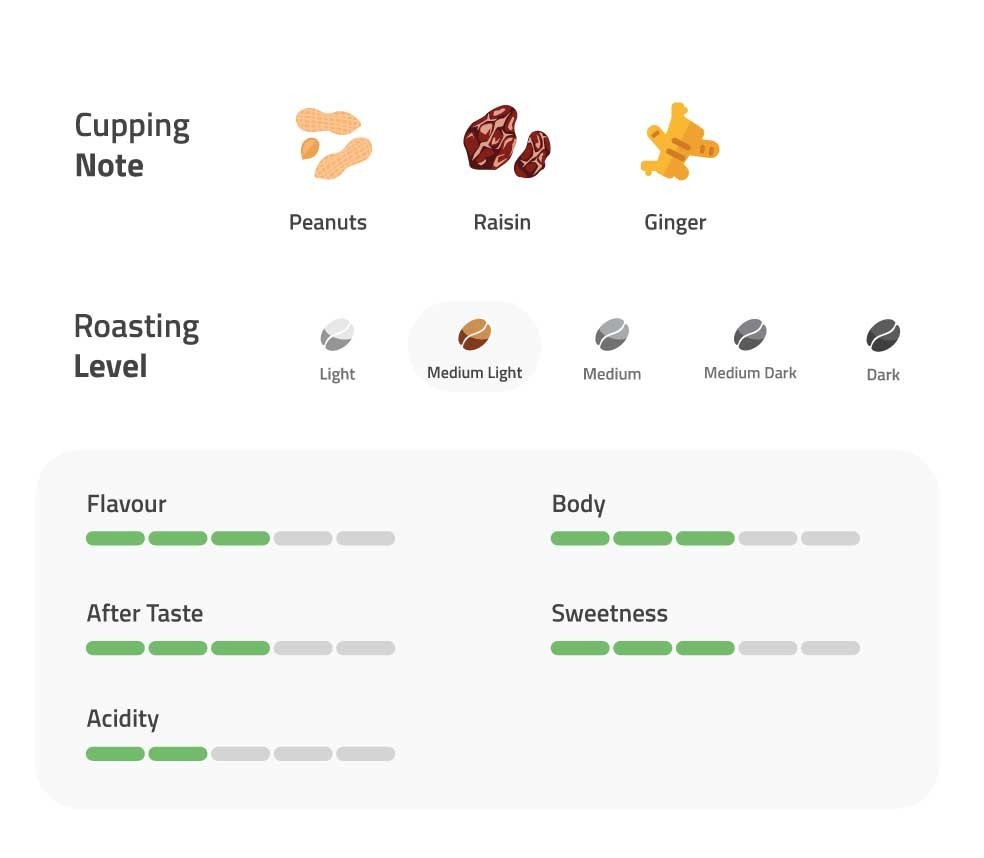 Cupping
Note
Peanuts
Raisin
Ginger
Roasting
Level
Light
Medium Light
Medium
Medium Dark
Dark
Flavour
Body
After Taste
Sweetness
Acidity